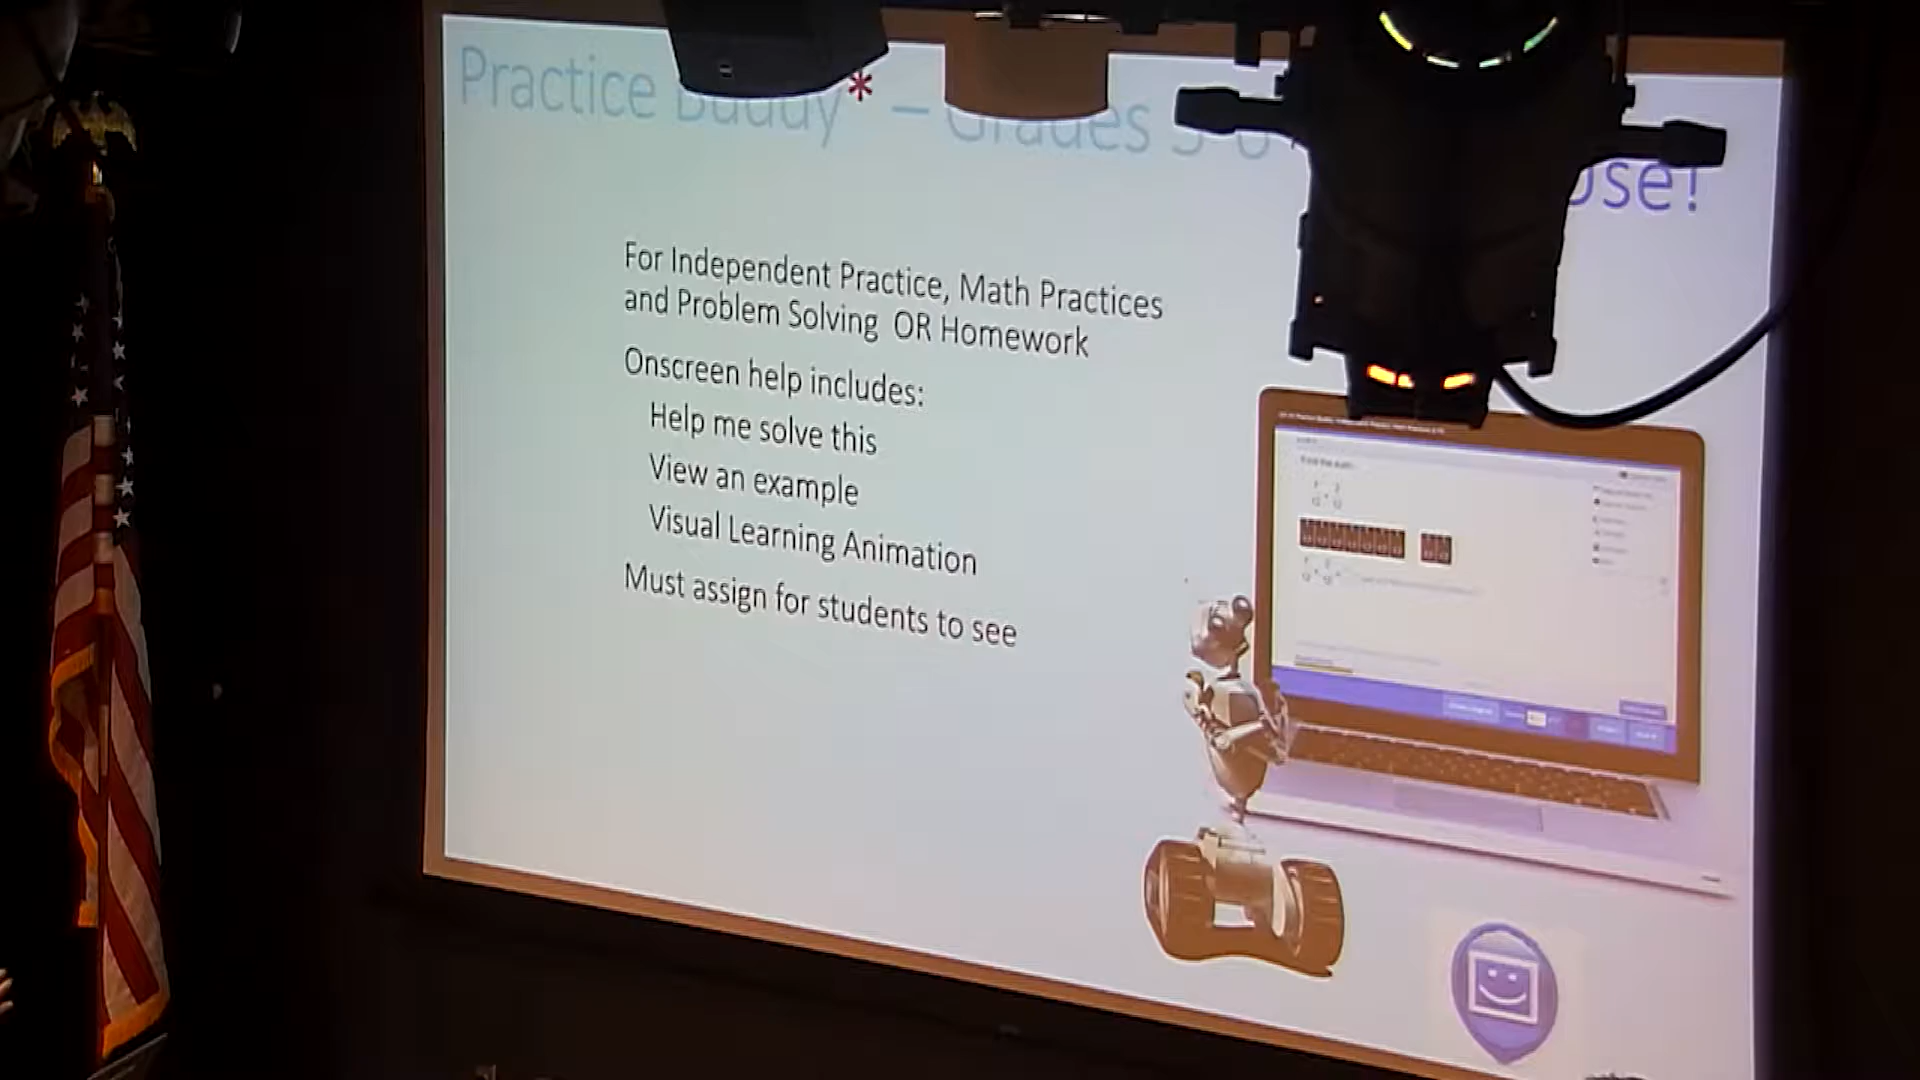 Practice Buddy* – Grades 3-6
Use!
For Independent Practice, Math Practices
and Problem Solving OR Homework
Onscreen help includes:
Help me solve this
View an example
Visual Learning Animation
Must assign for students to see